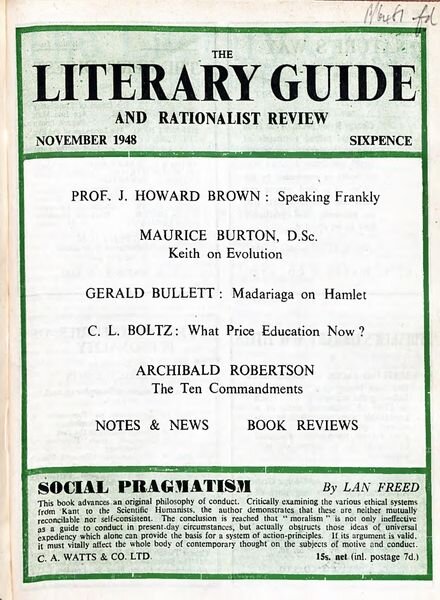 THE
LITERARY GUIDE
AND RATIONALIST REVIEW
NOVEMBER 1948 SIXPENCE
PROF. J. HOWARD BROWN : Speaking Frankly
MAURICE BURTON, D.Sc.
Keith on Evolution
GERALD BULLETT : Madariaga on Hamlet
C. L. BOLTZ : What Price Education Now ?
ARCHIBALD ROBERTSON
The Ten Commandments
NOTES & NEWS BOOK REVIEWS
SOCIAL PRAGMATISM By LAN FREED
This book advances an original philosophy of conduct. Critically examining the various ethical systems
from Kant to the Scientific Humanists, the author demonstrates that these are neither mutually
reconcilable nor self-consistent. The conclusion is reached that " moralism " is not only ineffective
as a guide to conduct in present-day circumstances, but actually obstructs those ideas of universal
expediency which alone can provide the basis for a system of action-principles. If its argument is valid,
it must vitally affect the whole body of contemporary thought on the subjects of motive and conduct.
C. A. WATTS & CO. LTD. 15s. net (inl. postage 7d.)